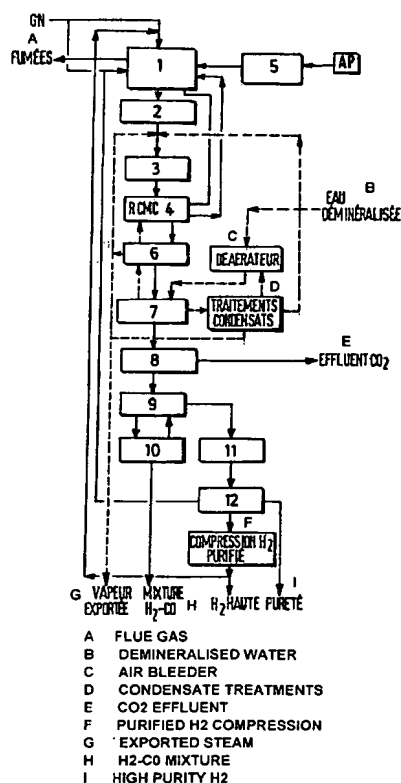 GN
A
FUMÉES
1
5
AP
2
3
B
EAU
DÉMINÉRALISÉE
RCMC 4
C
DÉAERATEUR
6
D
7
TRAITEMENTS
CONDENSATS
E
8
EFFLUENT CO2
9
10
11
12
F
COMPRESSION H2
PURIFIÉ
I
G VAPEUR MIXTURE H H2 HAUTE PURETÉ
EXPORTÉE H2-CO
A FLUE GAS
B DEMINERALISED WATER
C AIR BLEEDER
D CONDENSATE TREATMENTS
E CO2 EFFLUENT
F PURIFIED H2 COMPRESSION
G EXPORTED STEAM
H H2-C0 MIXTURE
I HIGH PURITY H2